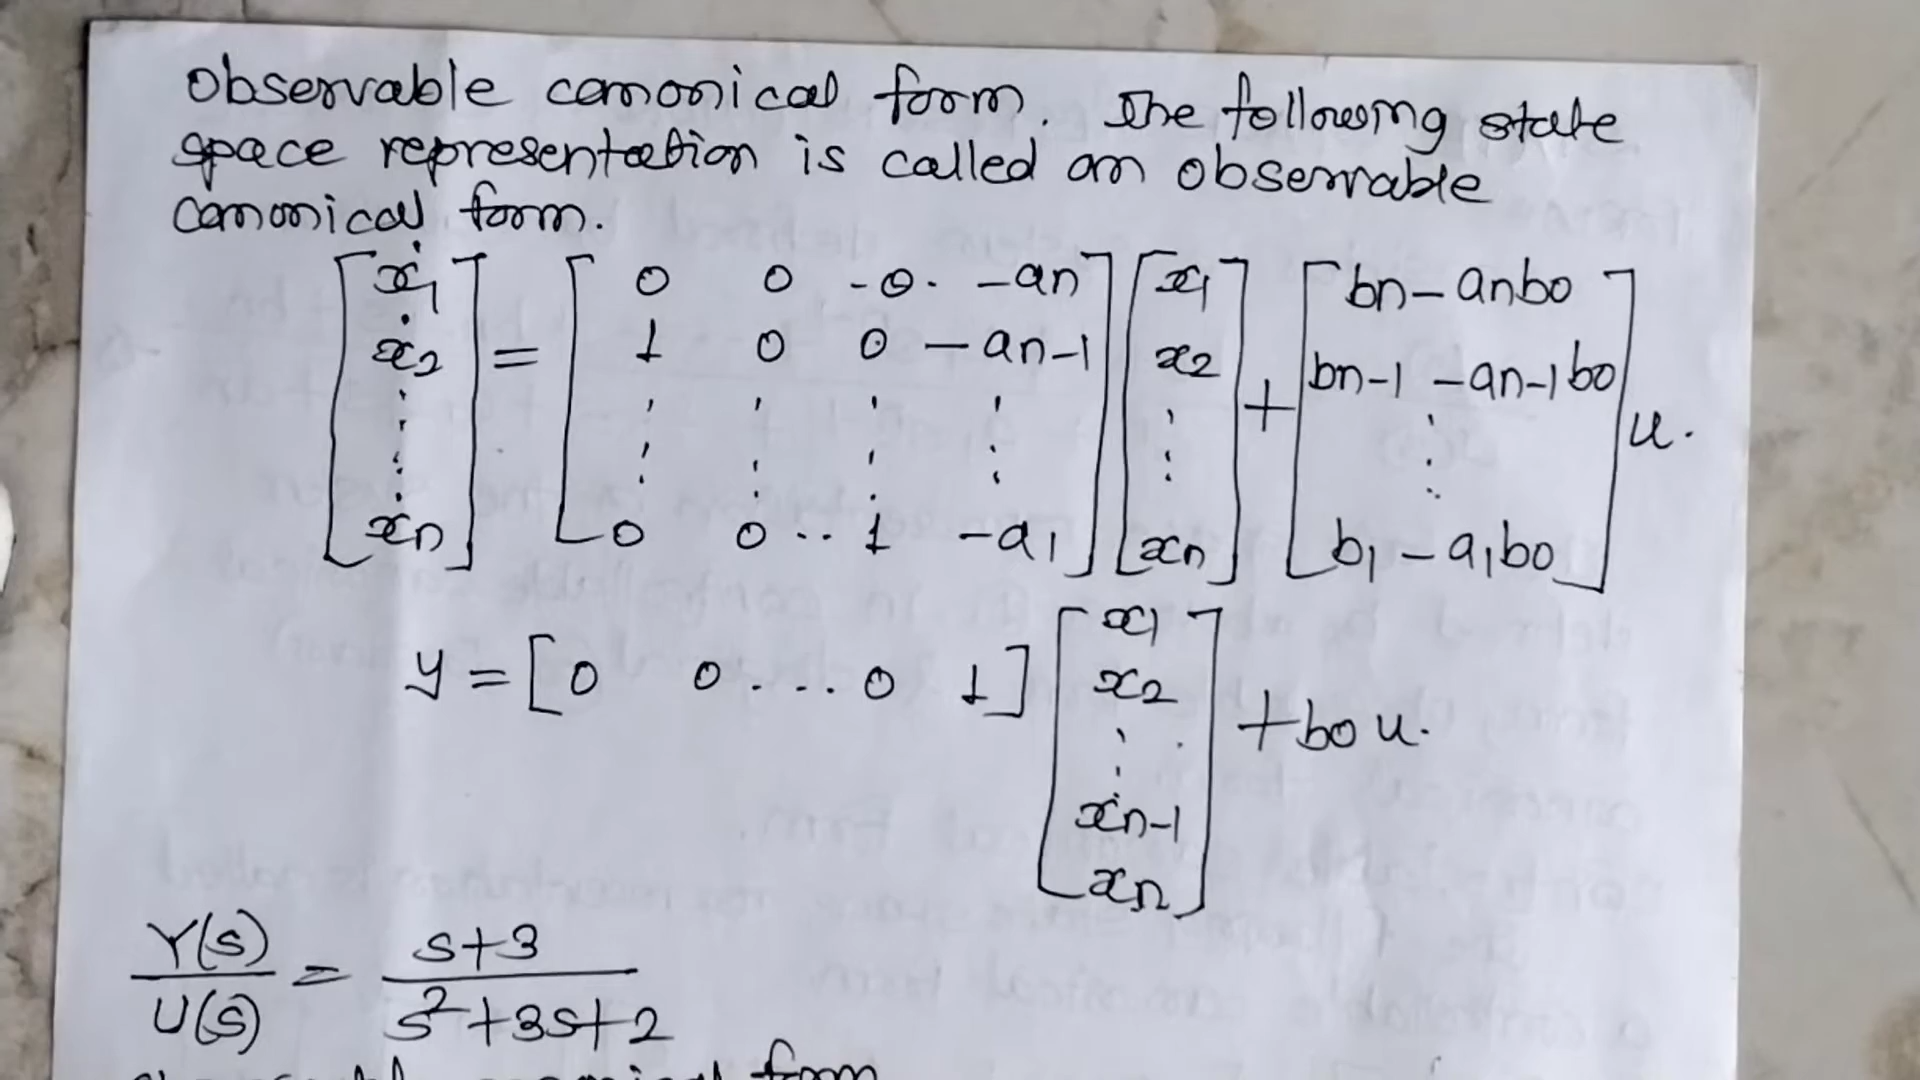 observable canonical form. The following state
space representation is called an observable
canonical form.
[ẋ1 ẋ2 ⋮ ẋn] = [0 0 -0. -an; 1 0 0 -an-1; ⋮ ⋮ ⋮ ⋮; 0 0 .. 1 -a1] [x1 x2 ⋮ xn] + [bn-anbo; bn-1 -an-1bo; ⋮; b1-a1bo] u.
y = [0 0 .... 0 1] [x1 x2 ⋮ xn-1 xn] + bo u.
Y(s)/U(s) = s+3/s²+3s+2
form